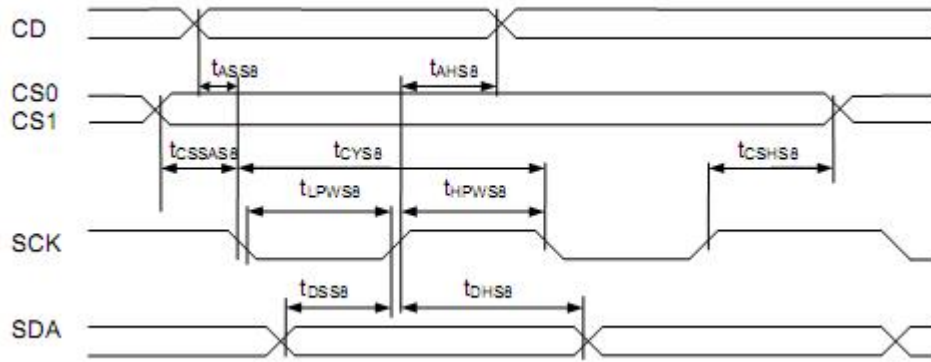 CD
tASS8 tAHS8
CS0
CS1
tCSSAS8 tCYS8 tCSHS8
tLPWS8 tHPWS8
SCK
tDSS8 tDHS8
SDA